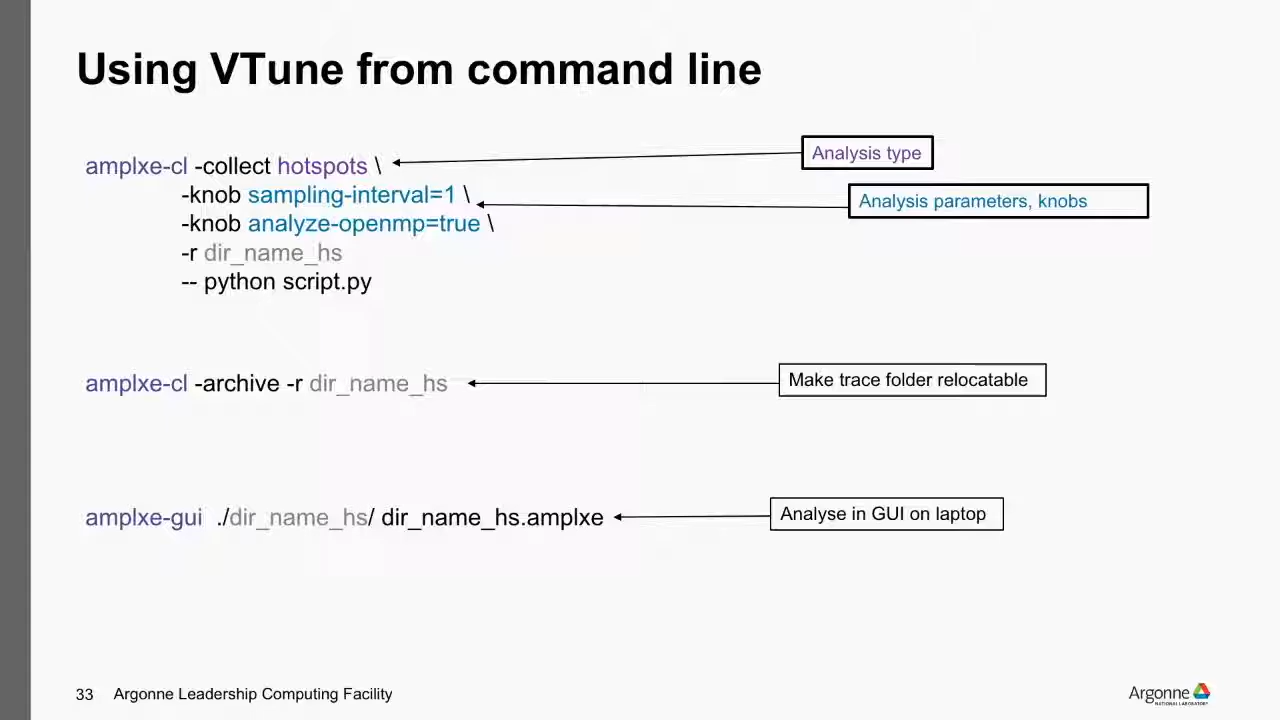 Using VTune from command line
amplxe-cl -collect hotspots \
Analysis type
-knob sampling-interval=1 \
Analysis parameters, knobs
-knob analyze-openmp=true \
-r dir_name_hs
-- python script.py
amplxe-cl -archive -r dir_name_hs
Make trace folder relocatable
amplxe-gui ./dir_name_hs/ dir_name_hs.amplxe
Analyse in GUI on laptop
33 Argonne Leadership Computing Facility
Argonne
NATIONAL LABORATORY